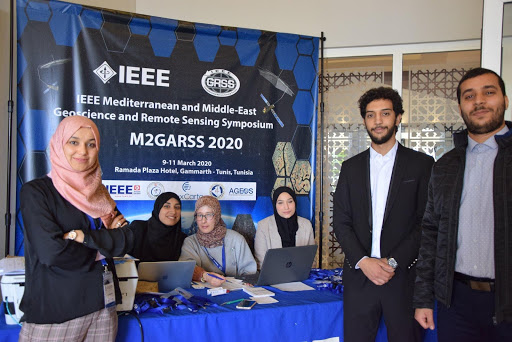 IEEE
GRSS
IEEE Mediterranean and Middle-East
Geoscience and Remote Sensing Symposium
M2GARSS 2020
9-11 March 2020
Ramada Plaza Hotel, Gammarth - Tunis, Tunisia
IEEE
AGEOS